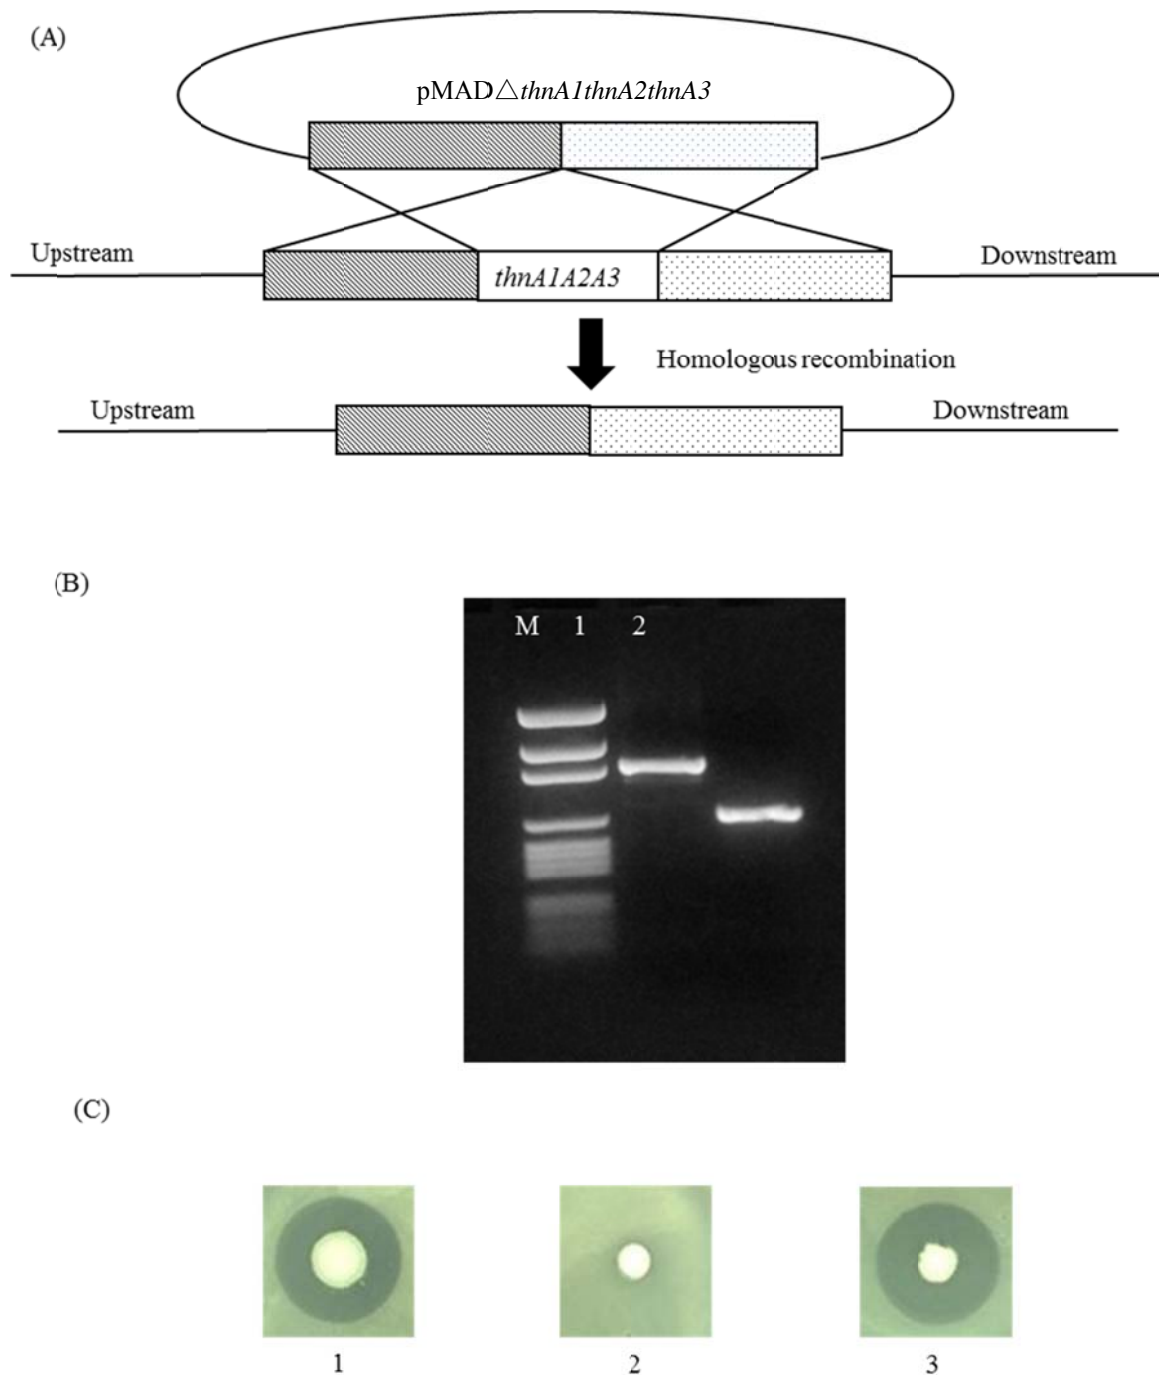 (A)
pMAD△thnA1thnA2thnA3
Upstream
thnA1A2A3
Downstream
Homologous recombination
Upstream
Downstream
(B)
M 1 2
(C)
1 2 3